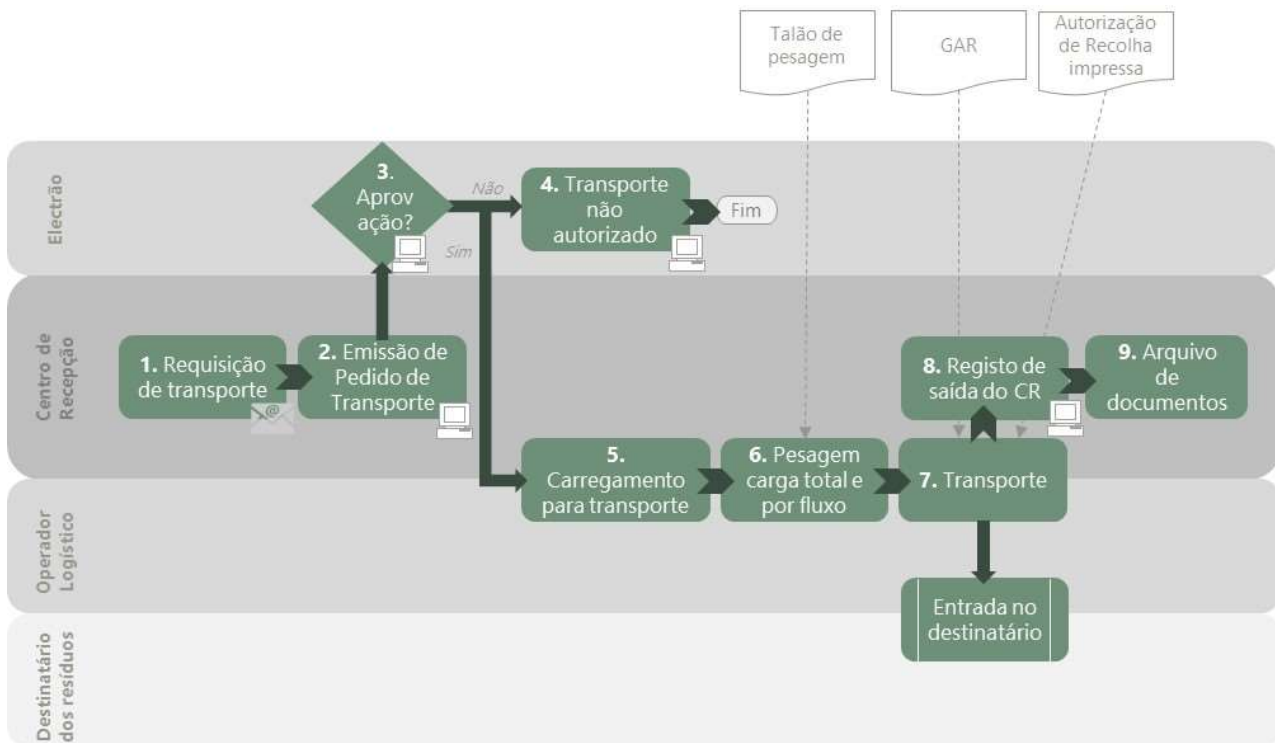 Talão de
pesagem
GAR
Autorização
de Recolha
impressa
Electrão
3.
Aprov
ação?
Não
Sim
4. Transporte
não
autorizado
Fim
Centro de
Recepção
1. Requisição
de transporte
@
2. Emissão de
Pedido de
Transporte
8. Registo de
saída do CR
9. Arquivo
de
documentos
5.
Carregamento
para transporte
6. Pesagem
carga total e
por fluxo
7. Transporte
Operador
Logístico
Entrada no
destinatário
Destinatário
dos resíduos